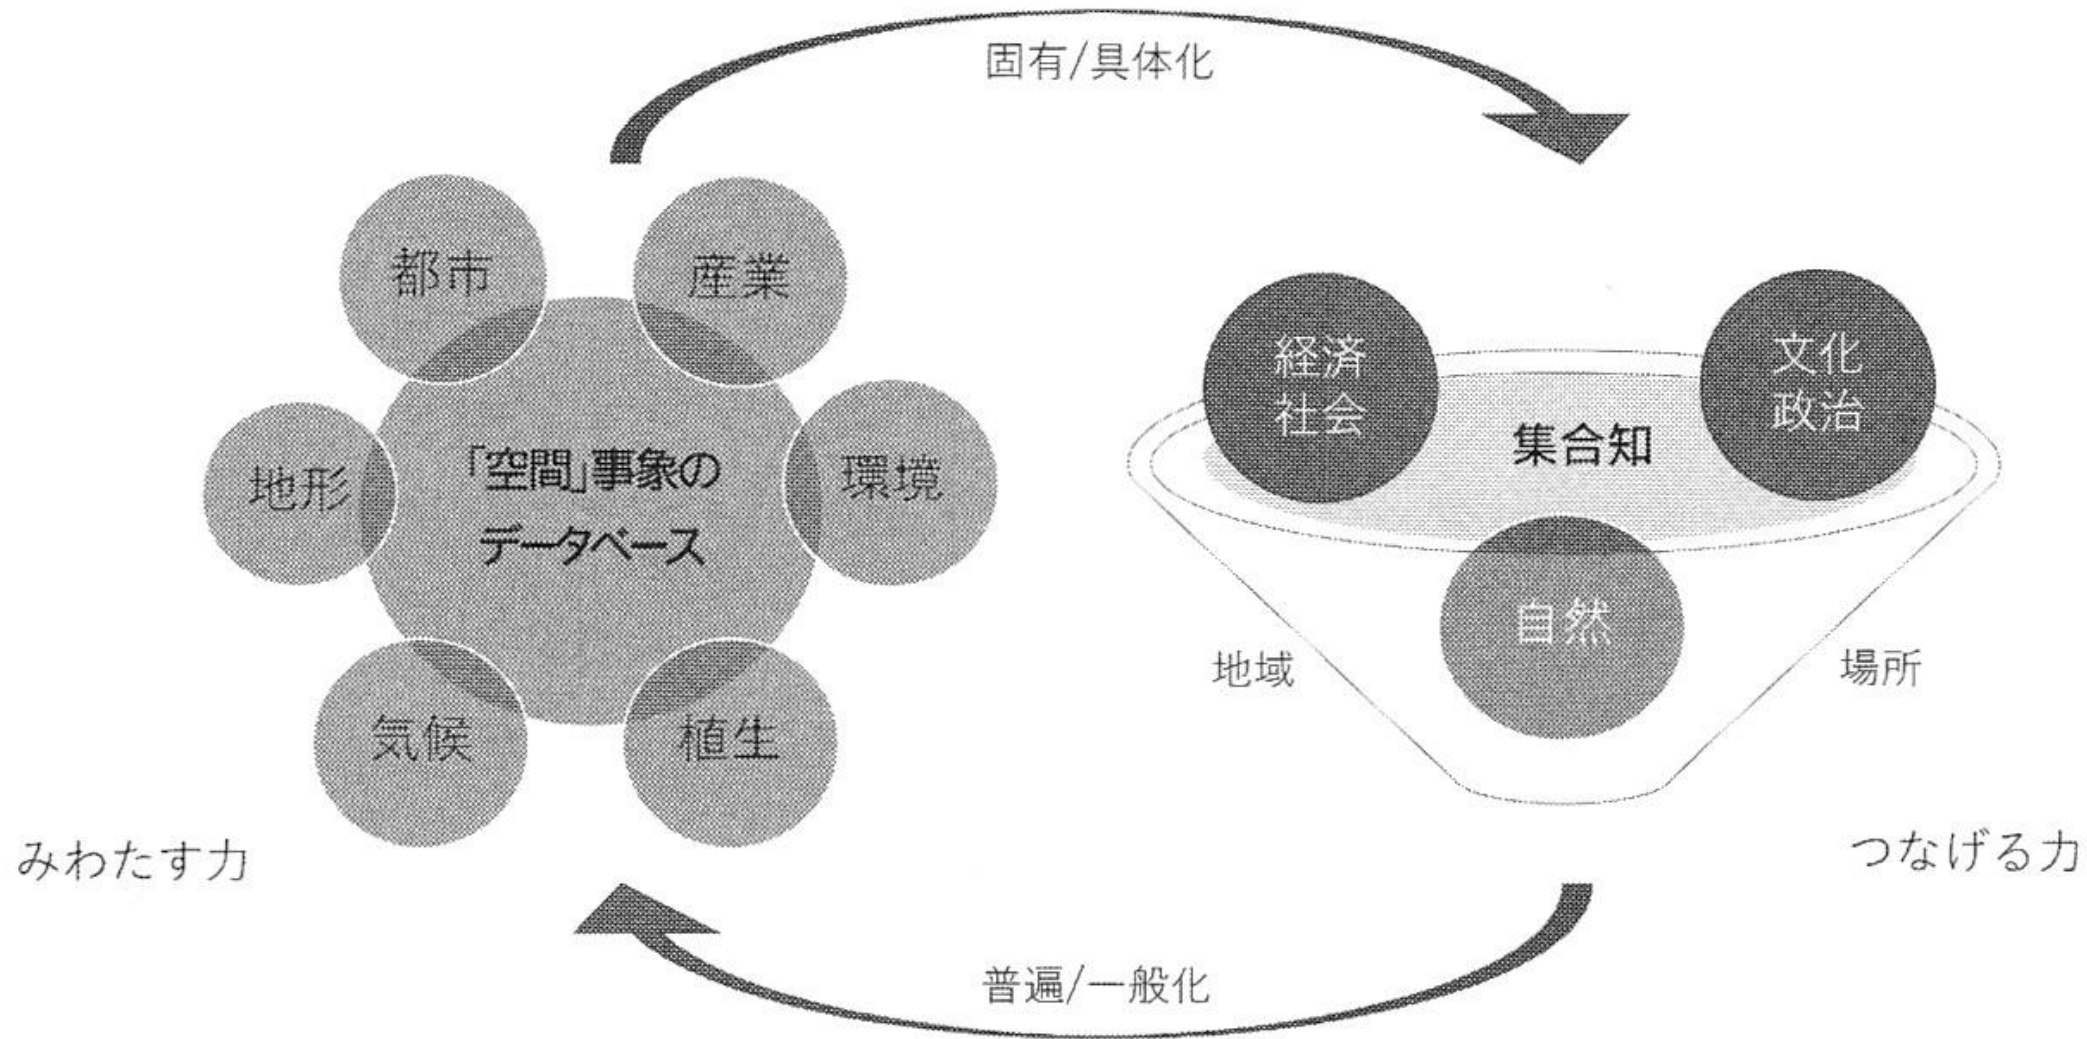 固有/具体化
都市
産業
地形
「空間」事象の
データベース
環境
気候
植生
みわたす力
経済
社会
文化
政治
集合知
自然
地域
場所
つなげる力
普遍/一般化